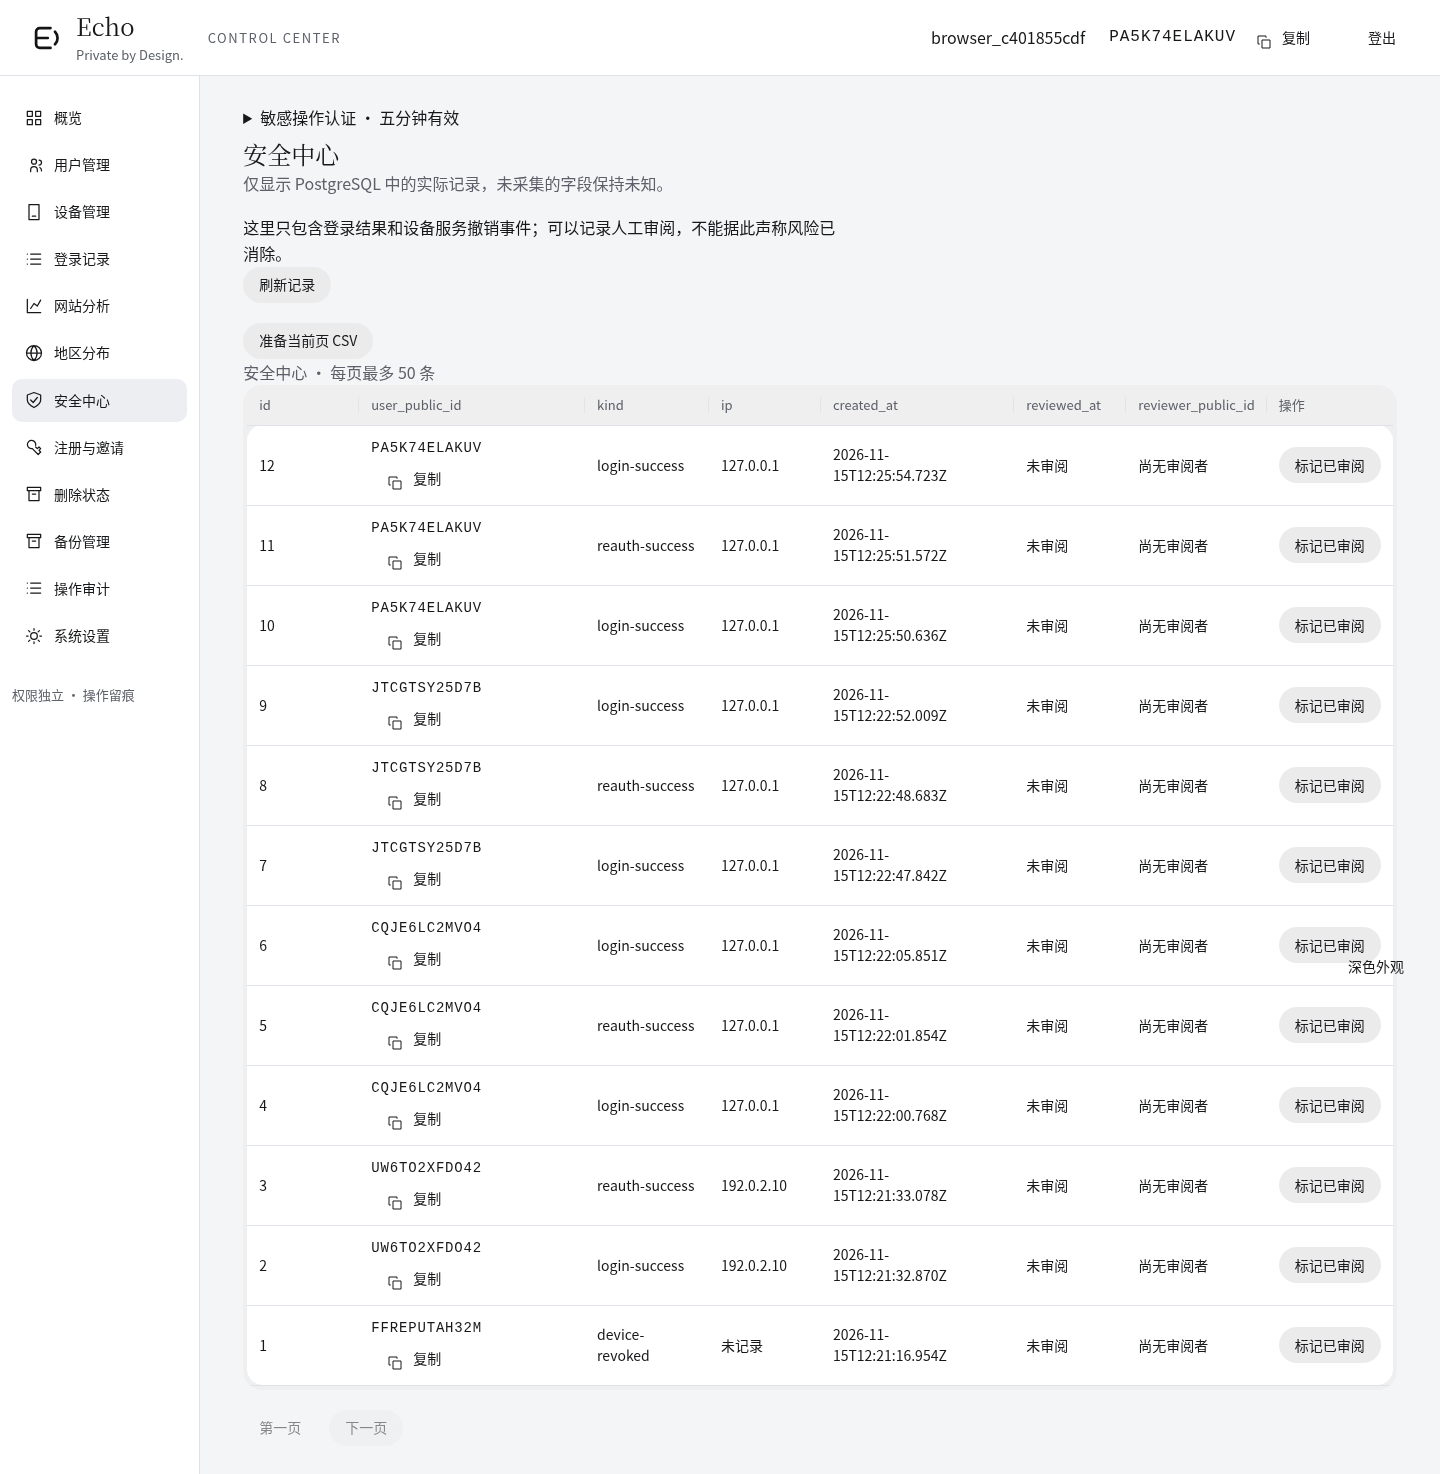 Echo
Private by Design.
CONTROL CENTER
browser_c401855cdf PA5K74ELAKUV 复制 登出
概览
用户管理
设备管理
登录记录
网站分析
地区分布
安全中心
注册与邀请
删除状态
备份管理
操作审计
系统设置
权限独立 · 操作留痕
▶ 敏感操作认证 · 五分钟有效
安全中心
仅显示 PostgreSQL 中的实际记录，未采集的字段保持未知。
这里只包含登录结果和设备服务撤销事件；可以记录人工审阅，不能据此声称风险已
消除。
刷新记录
准备当前页 CSV
安全中心 · 每页最多 50 条
id user_public_id kind ip created_at reviewed_at reviewer_public_id 操作
12 PA5K74ELAKUV 复制 login-success 127.0.0.1 2026-11-15T12:25:54.723Z 未审阅 尚无审阅者 标记已审阅
11 PA5K74ELAKUV 复制 reauth-success 127.0.0.1 2026-11-15T12:25:51.572Z 未审阅 尚无审阅者 标记已审阅
10 PA5K74ELAKUV 复制 login-success 127.0.0.1 2026-11-15T12:25:50.636Z 未审阅 尚无审阅者 标记已审阅
9 JTCGTSY25D7B 复制 login-success 127.0.0.1 2026-11-15T12:22:52.009Z 未审阅 尚无审阅者 标记已审阅
8 JTCGTSY25D7B 复制 reauth-success 127.0.0.1 2026-11-15T12:22:48.683Z 未审阅 尚无审阅者 标记已审阅
7 JTCGTSY25D7B 复制 login-success 127.0.0.1 2026-11-15T12:22:47.842Z 未审阅 尚无审阅者 标记已审阅
6 CQJE6LC2MVO4 复制 login-success 127.0.0.1 2026-11-15T12:22:05.851Z 未审阅 尚无审阅者 标记已审阅
深色外观
5 CQJE6LC2MVO4 复制 reauth-success 127.0.0.1 2026-11-15T12:22:01.854Z 未审阅 尚无审阅者 标记已审阅
4 CQJE6LC2MVO4 复制 login-success 127.0.0.1 2026-11-15T12:22:00.768Z 未审阅 尚无审阅者 标记已审阅
3 UW6TO2XFDO42 复制 reauth-success 192.0.2.10 2026-11-15T12:21:33.078Z 未审阅 尚无审阅者 标记已审阅
2 UW6TO2XFDO42 复制 login-success 192.0.2.10 2026-11-15T12:21:32.870Z 未审阅 尚无审阅者 标记已审阅
1 FFREPUTAH32M 复制 device-revoked 未记录 2026-11-15T12:21:16.954Z 未审阅 尚无审阅者 标记已审阅
第一页 下一页